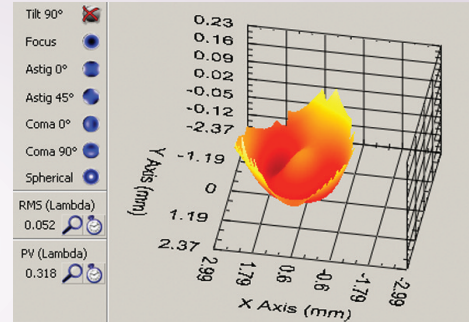 Tilt 90°
Focus
Astig 0°
Astig 45°
Coma 0°
Coma 90°
Spherical
RMS (Lambda)
0.052
PV (Lambda)
0.318
0.23
0.16
0.09
0.02
-0.05
-0.12
-2.37
-1.19
0
1.19
2.37
Y Axis (mm)
2.99
1.79
0.6
-0.6
-1.79
-2.99
X Axis (mm)